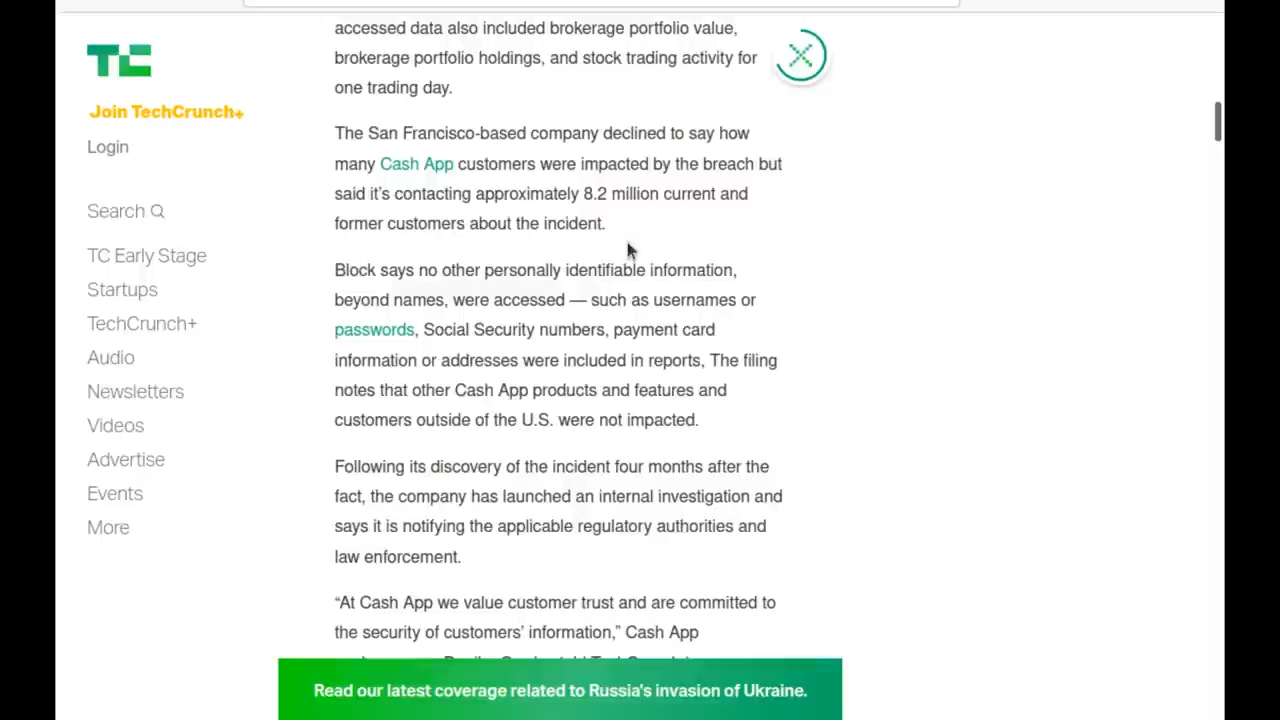 TC
Join TechCrunch+
Login
Search
TC Early Stage
Startups
TechCrunch+
Audio
Newsletters
Videos
Advertise
Events
More
accessed data also included brokerage portfolio value,
brokerage portfolio holdings, and stock trading activity for
one trading day.
The San Francisco-based company declined to say how
many Cash App customers were impacted by the breach but
said it's contacting approximately 8.2 million current and
former customers about the incident.
Block says no other personally identifiable information,
beyond names, were accessed — such as usernames or
passwords, Social Security numbers, payment card
information or addresses were included in reports, The filing
notes that other Cash App products and features and
customers outside of the U.S. were not impacted.
Following its discovery of the incident four months after the
fact, the company has launched an internal investigation and
says it is notifying the applicable regulatory authorities and
law enforcement.
“At Cash App we value customer trust and are committed to
the security of customers’ information,” Cash App
Read our latest coverage related to Russia's invasion of Ukraine.